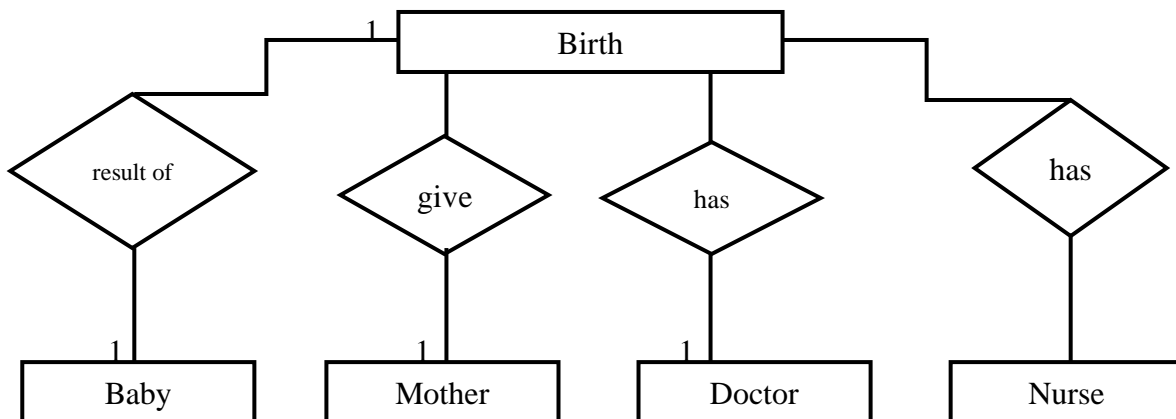 1
Birth
result of
give
has
has
1
1
1
Baby
Mother
Doctor
Nurse